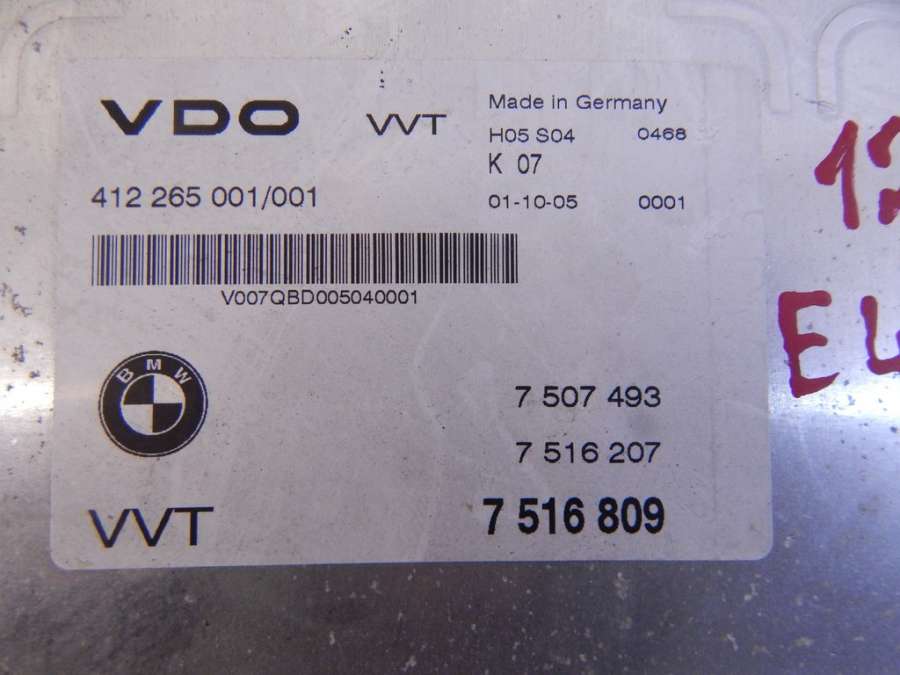 VDO VVT Made in Germany
H05 S04 0468
K 07
412 265 001/001 01-10-05 0001
V007QBD005040001
BMW
7 507 493
7 516 207
VVT 7 516 809